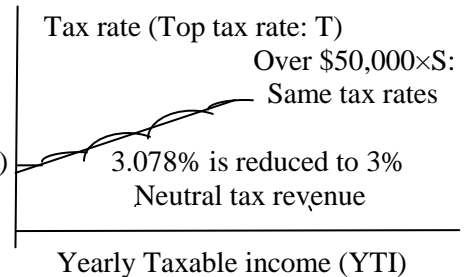 Tax rate (Top tax rate: T)
Over $50,000×S:
Same tax rates
) 3.078% is reduced to 3%
Neutral tax revenue
Yearly Taxable income (YTI)